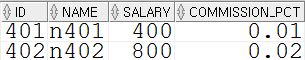 ID NAME SALARY COMMISSION_PCT
401 n401 400 0.01
402 n402 800 0.02